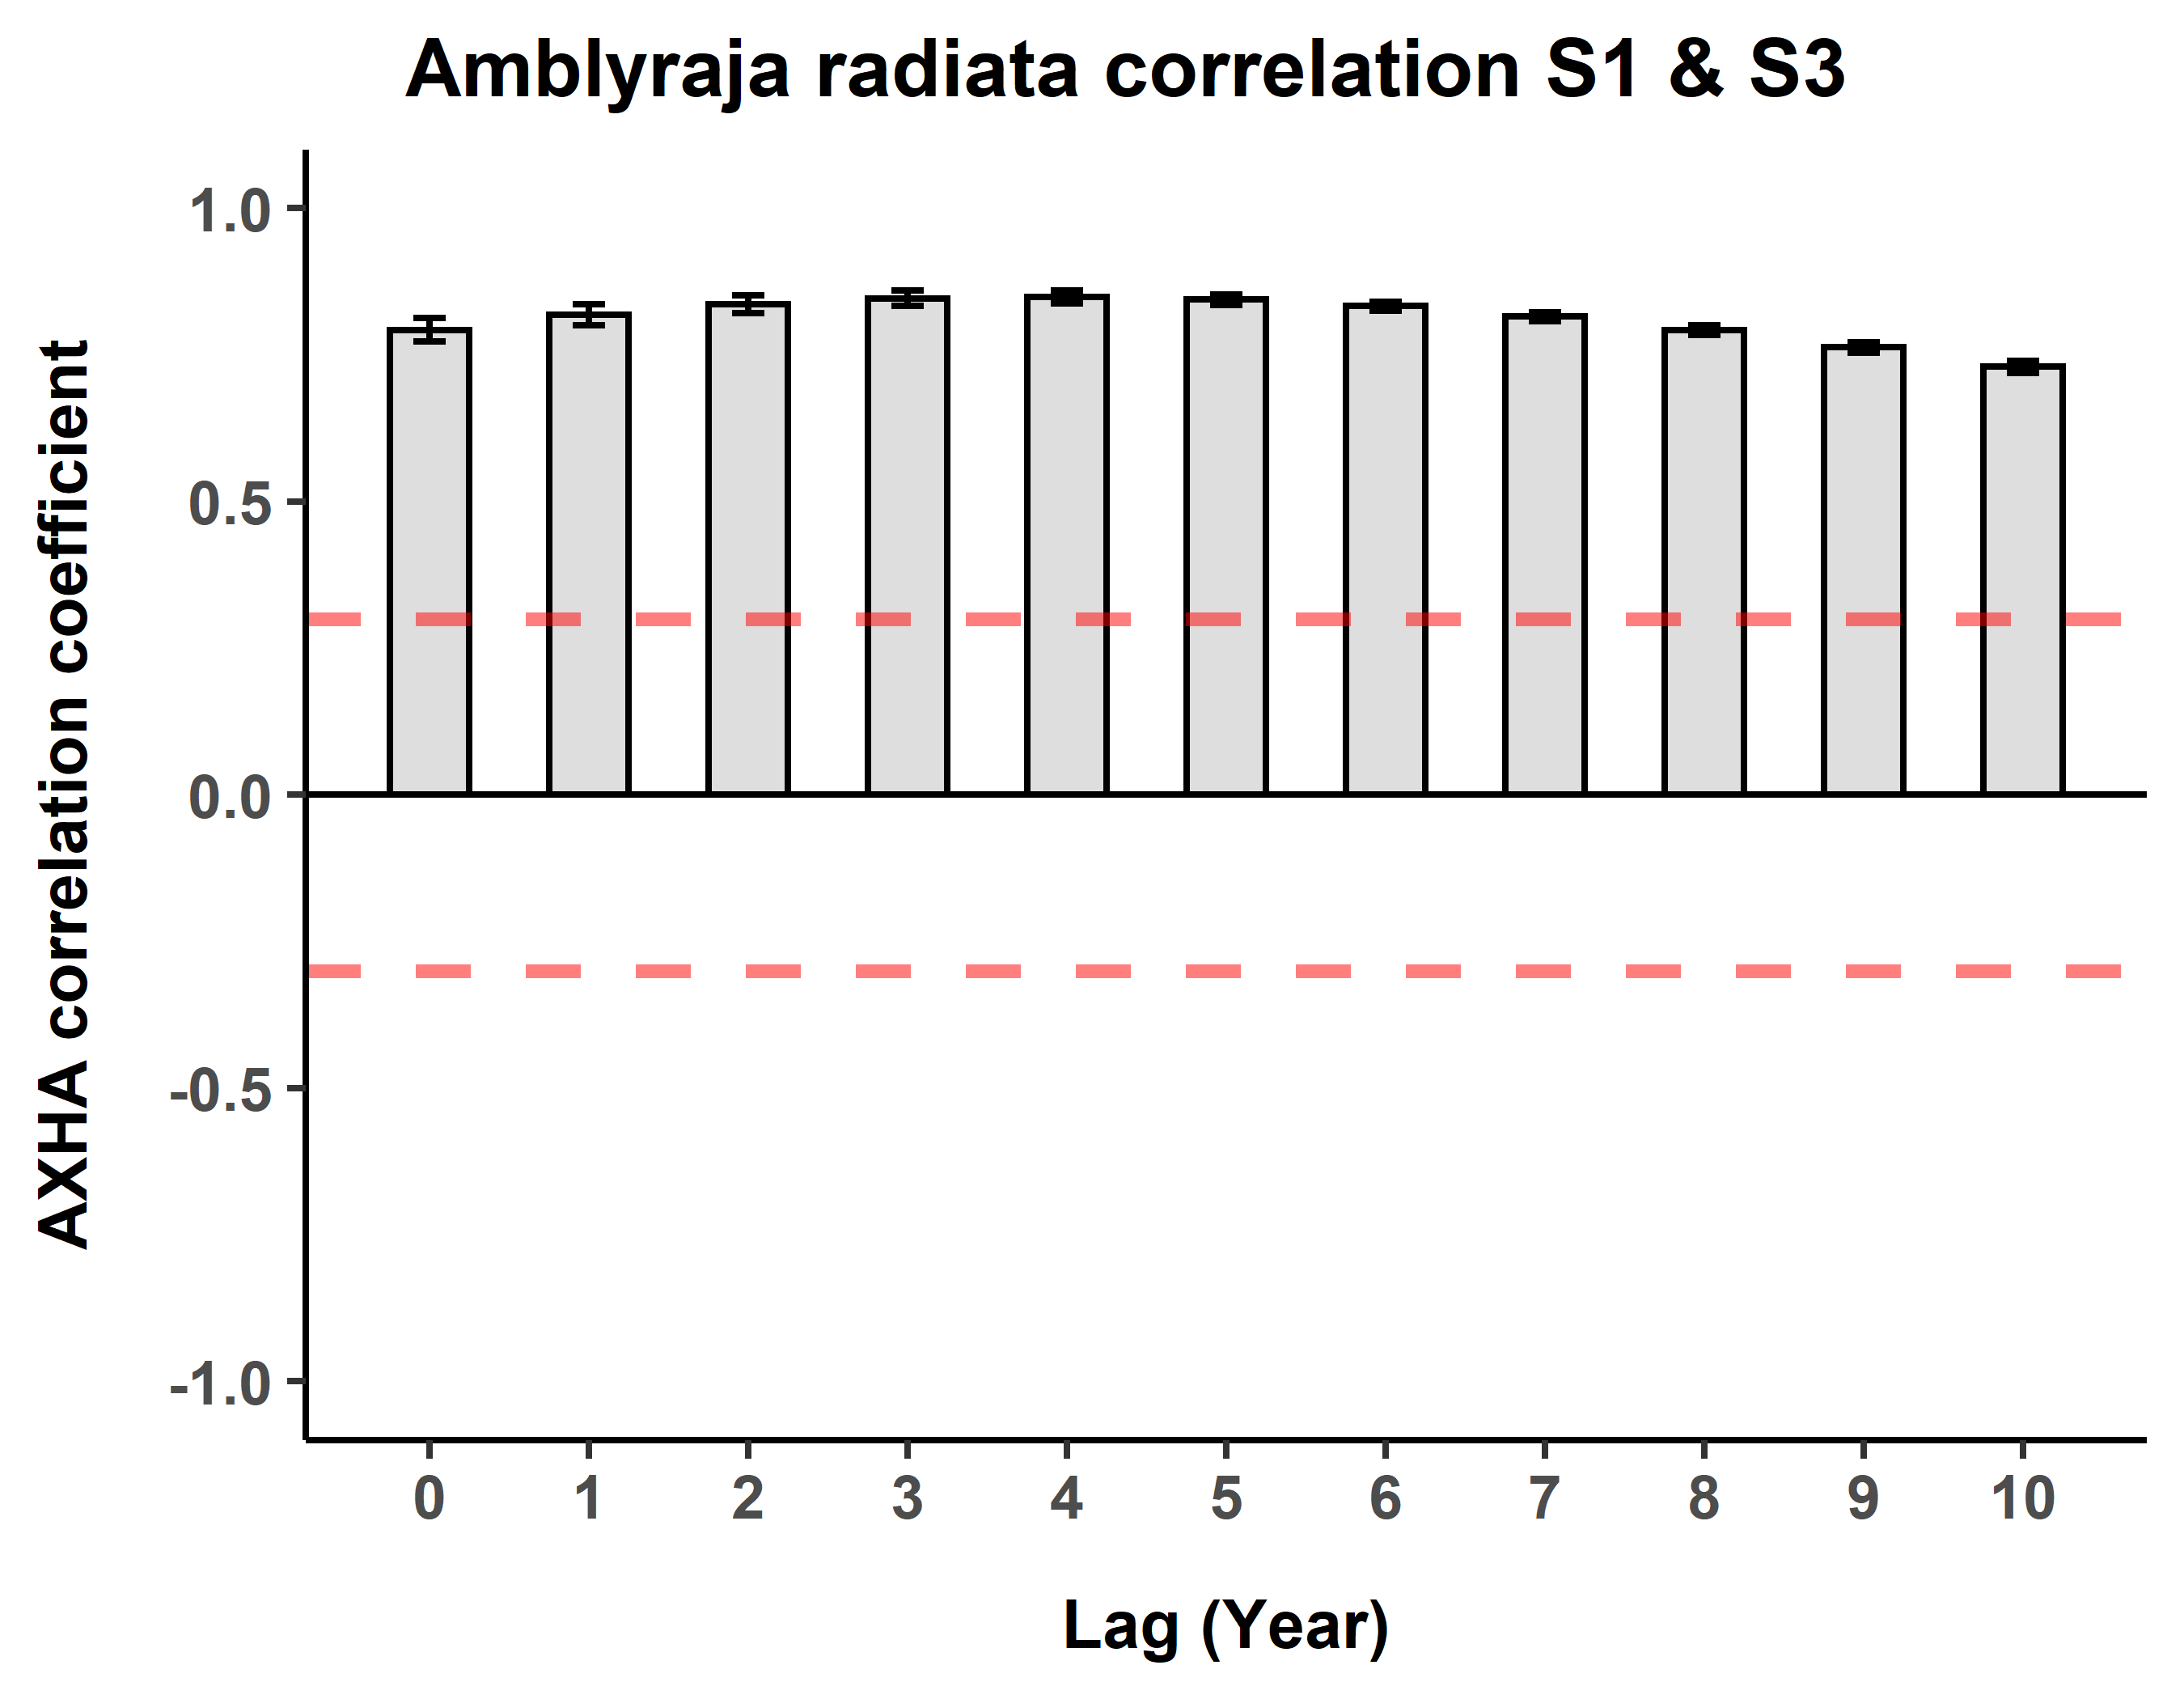 Amblyraja radiata correlation S1 & S3
AXHA correlation coefficient
1.0
0.5
0.0
-0.5
-1.0
0 1 2 3 4 5 6 7 8 9 10
Lag (Year)